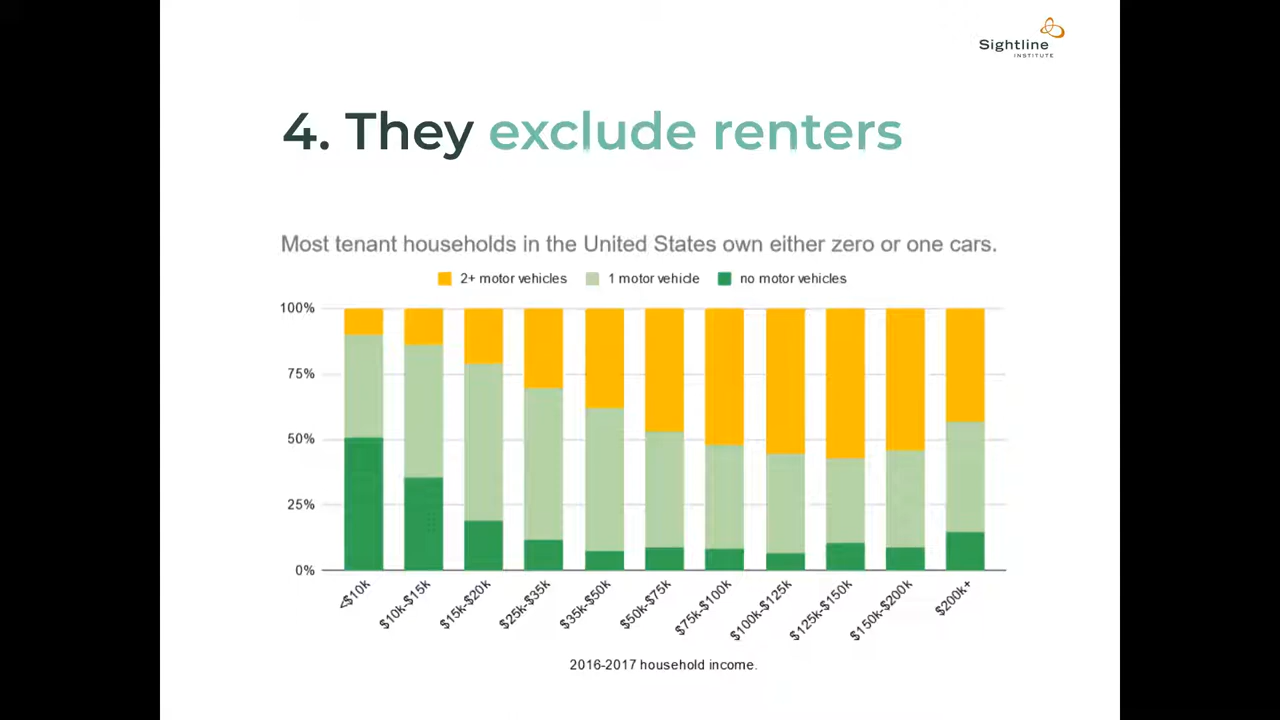 Sightline
INSTITUTE
4. They exclude renters
Most tenant households in the United States own either zero or one cars.
2+ motor vehicles 1 motor vehicle no motor vehicles
100%
75%
50%
25%
0%
<$10k $10k-$15k $15k-$20k $25k-$35k $35k-$50k $50k-$75k $75k-$100k $100k-$125k $125k-$150k $150k-$200k $200k+
2016-2017 household income.